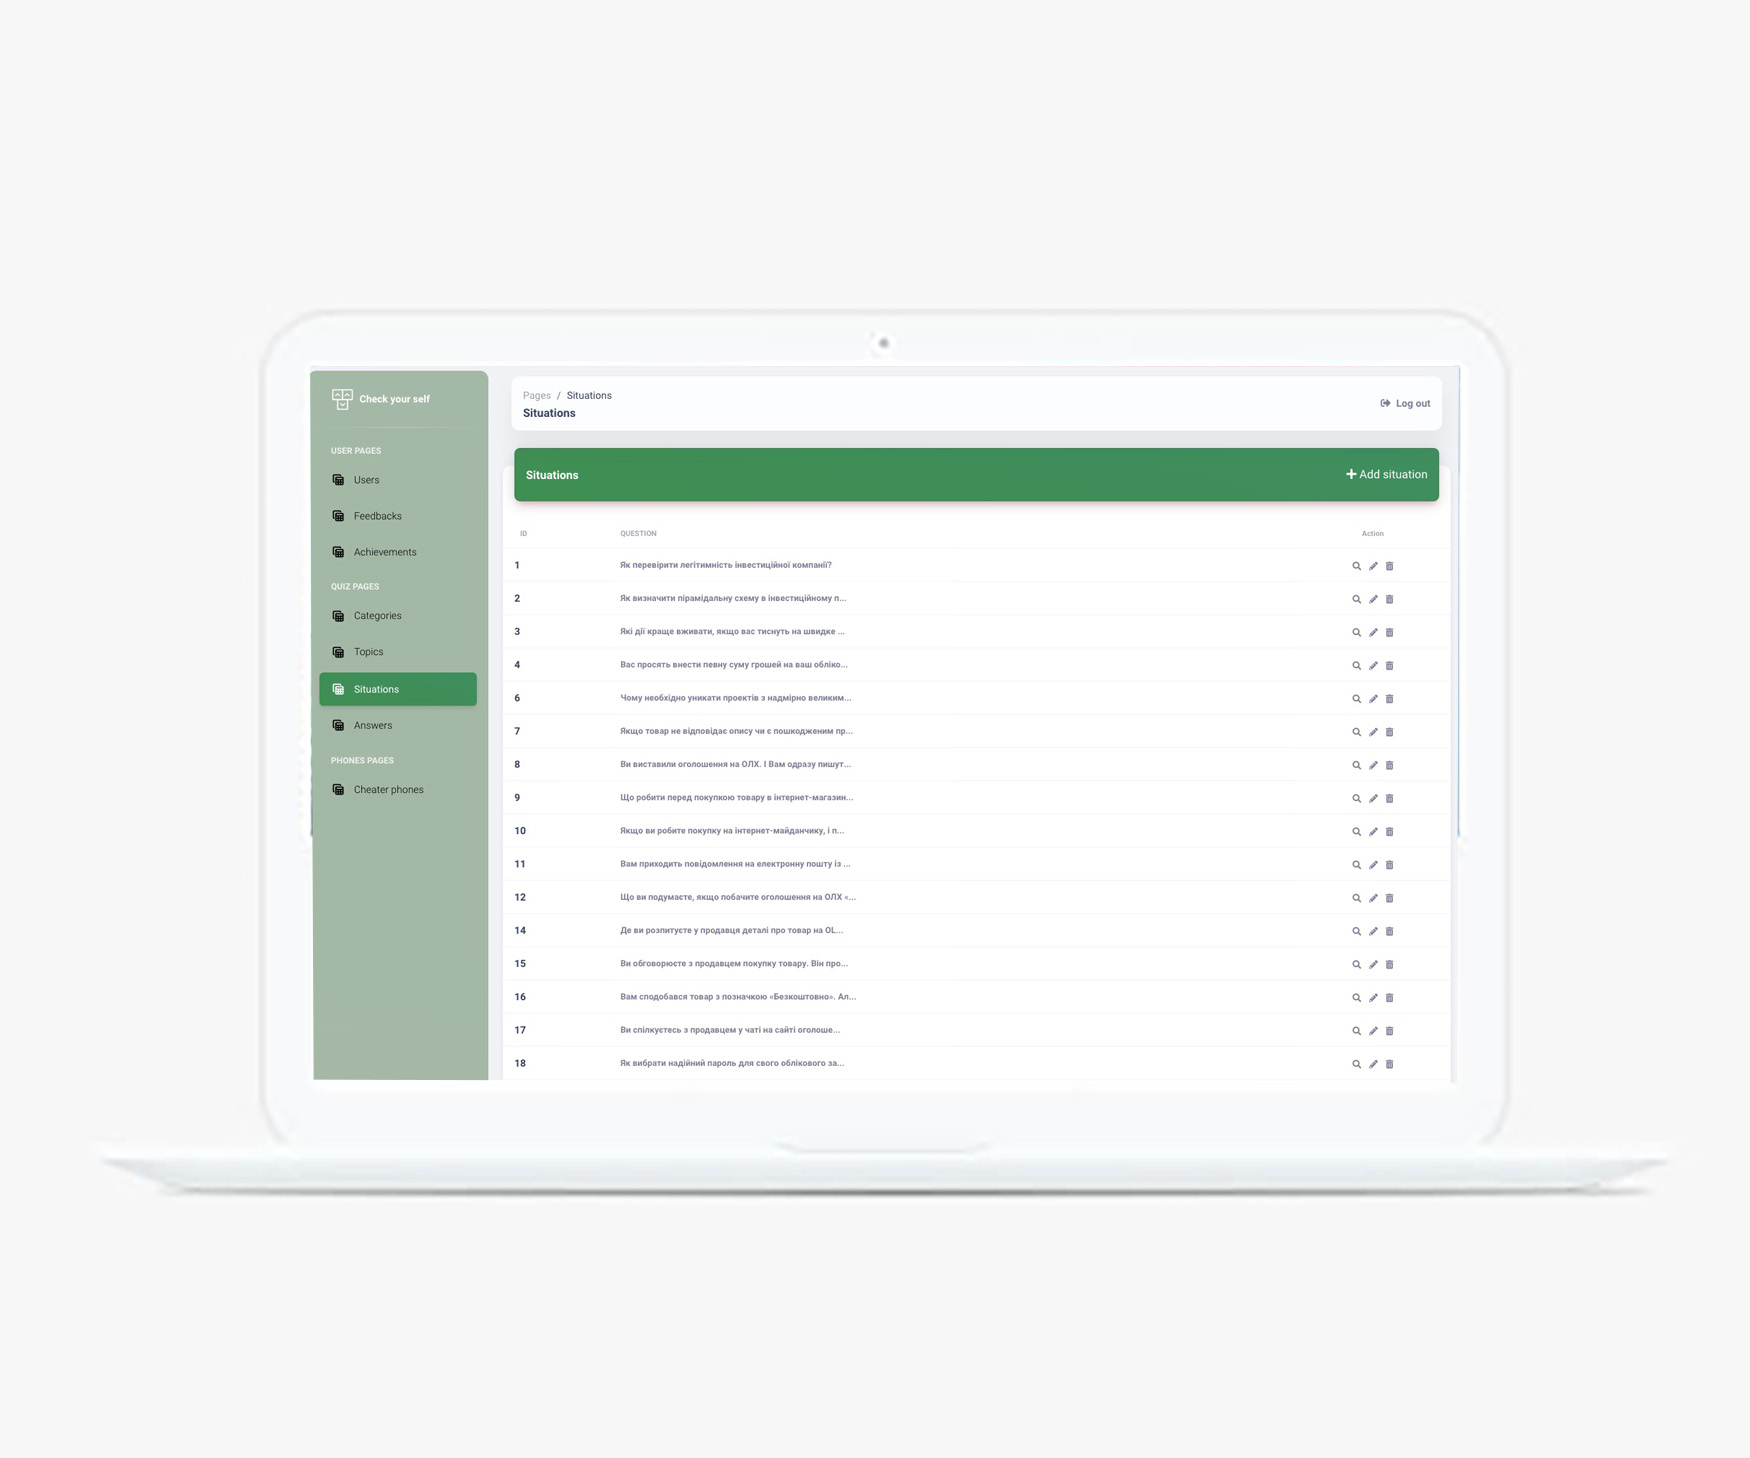 Check your self
USER PAGES
Users
Feedbacks
Achievements
QUIZ PAGES
Categories
Topics
Situations
Answers
PHONES PAGES
Cheater phones
Pages / Situations
Situations
Log out
Situations
Add situation
ID QUESTION Action
1 Як перевірити легітимність інвестиційної компанії?
2 Як визначити пірамідальну схему в інвестиційному п...
3 Які дії краще вживати, якщо вас тиснуть на швидке ...
4 Вас просять внести певну суму грошей на ваш обліко...
6 Чому необхідно уникати проектів з надмірно великим...
7 Якщо товар не відповідає опису чи є пошкодженим пр...
8 Ви виставили оголошення на ОЛХ. І Вам одразу пишут...
9 Що робити перед покупкою товару в інтернет-магазин...
10 Якщо ви робите покупку на інтернет-майданчику, і п...
11 Вам приходить повідомлення на електронну пошту із ...
12 Що ви подумаєте, якщо побачите оголошення на ОЛХ «...
14 Де ви розпитуєте у продавця деталі про товар на OL...
15 Ви обговорюєте з продавцем покупку товару. Він про...
16 Вам сподобався товар з позначкою «Безкоштовно». Ал...
17 Ви спілкуєтесь з продавцем у чаті на сайті оголоше...
18 Як вибрати надійний пароль для свого облікового за...